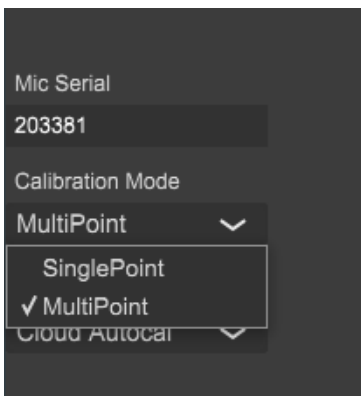 Mic Serial
203381
Calibration Mode
MultiPoint
SinglePoint
✓ MultiPoint
Cloud Autocal